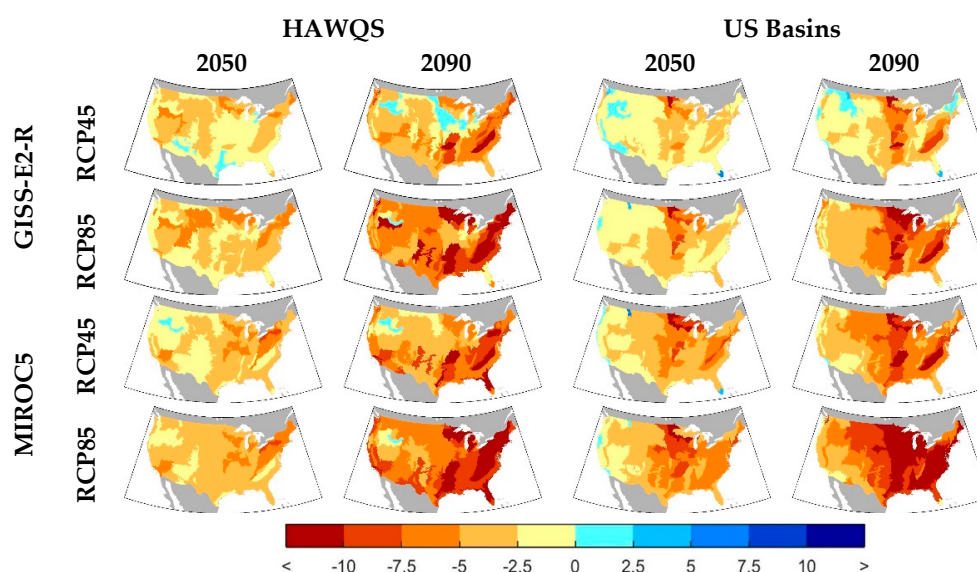 HAWQS US Basins
2050 2090 2050 2090
GISS-E2-R
RCP45
RCP85
MIROC5
RCP45
RCP85
< -10 -7.5 -5 -2.5 0 2.5 5 7.5 10 >